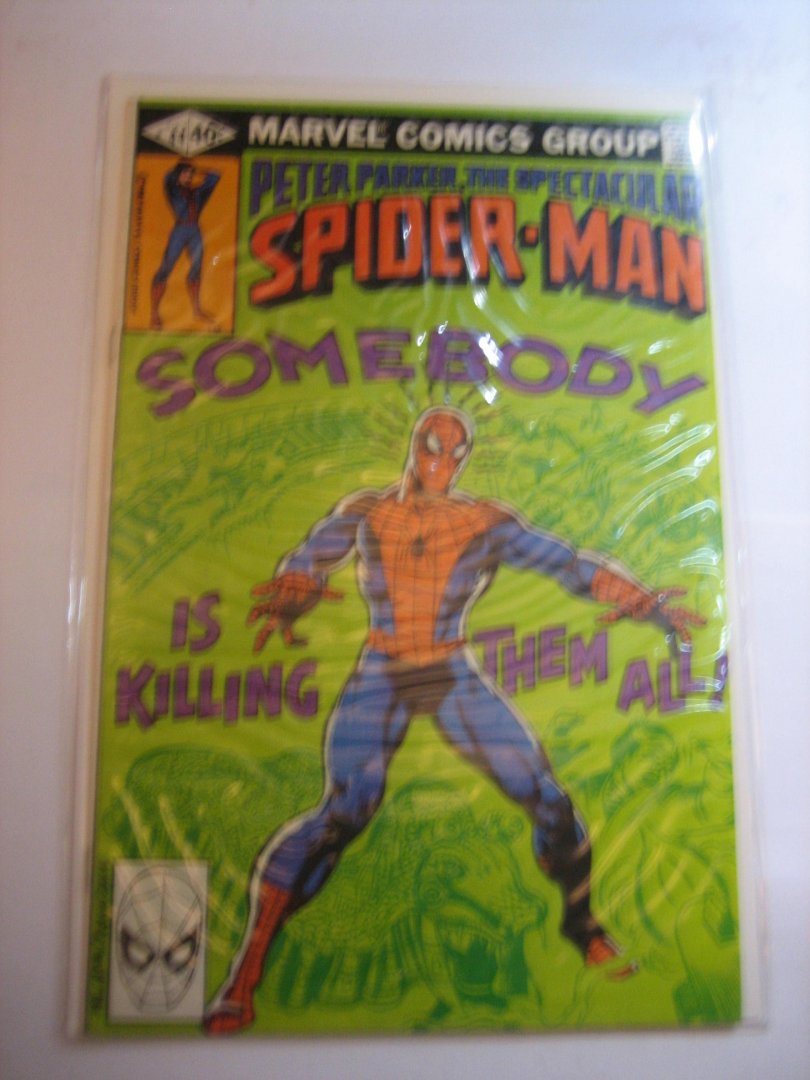 MARVEL COMICS GROUP
PETER PARKER, THE SPECTACULAR
SPIDER-MAN
SOMEBODY
IS
KILLING
THEM ALL!